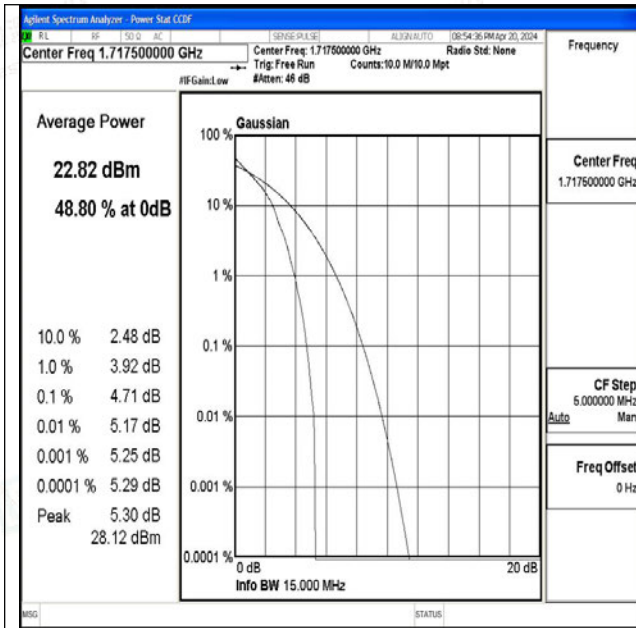 Agilent Spectrum Analyzer - Power Stat CCDF
RL RF 50 Ω AC SENSE:PULSE ALIGNAUTO 08:54:36 PM Apr 20, 2024
Center Freq 1.717500000 GHz
Center Freq: 1.717500000 GHz Radio Std: None
Trig: Free Run Counts:10.0 M/10.0 Mpt
#IFGain:Low #Atten: 46 dB
Frequency
Average Power
22.82 dBm
48.80 % at 0dB
10.0 % 2.48 dB
1.0 % 3.92 dB
0.1 % 4.71 dB
0.01 % 5.17 dB
0.001 % 5.25 dB
0.0001 % 5.29 dB
Peak 5.30 dB
28.12 dBm
Gaussian
100 %
10 %
1 %
0.1 %
0.01 %
0.001 %
0.0001 %
0 dB 20 dB
Info BW 15.000 MHz
Center Freq
1.717500000 GHz
CF Step
5.000000 MHz
Auto Man
Freq Offset
0 Hz
MSG STATUS